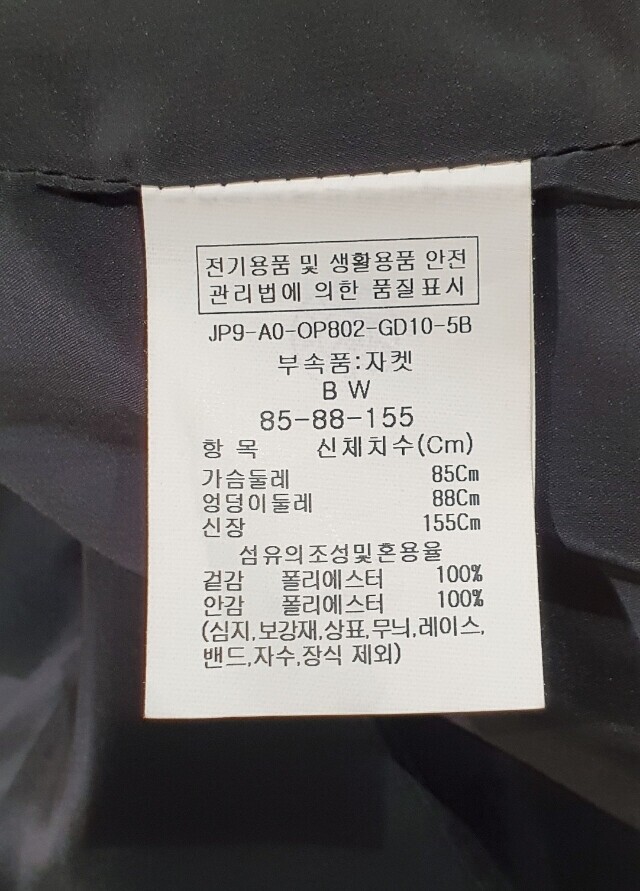 전기용품 및 생활용품 안전
관리법에 의한 품질표시
JP9-A0-OP802-GD10-5B
부속품:자켓
B W
85-88-155
항 목 신체치수(Cm)
가슴둘레 85Cm
엉덩이둘레 88Cm
신장 155Cm
섬유의조성및혼용율
겉감 폴리에스터 100%
안감 폴리에스터 100%
(심지,보강재,상표,무늬,레이스,
밴드,자수,장식 제외)